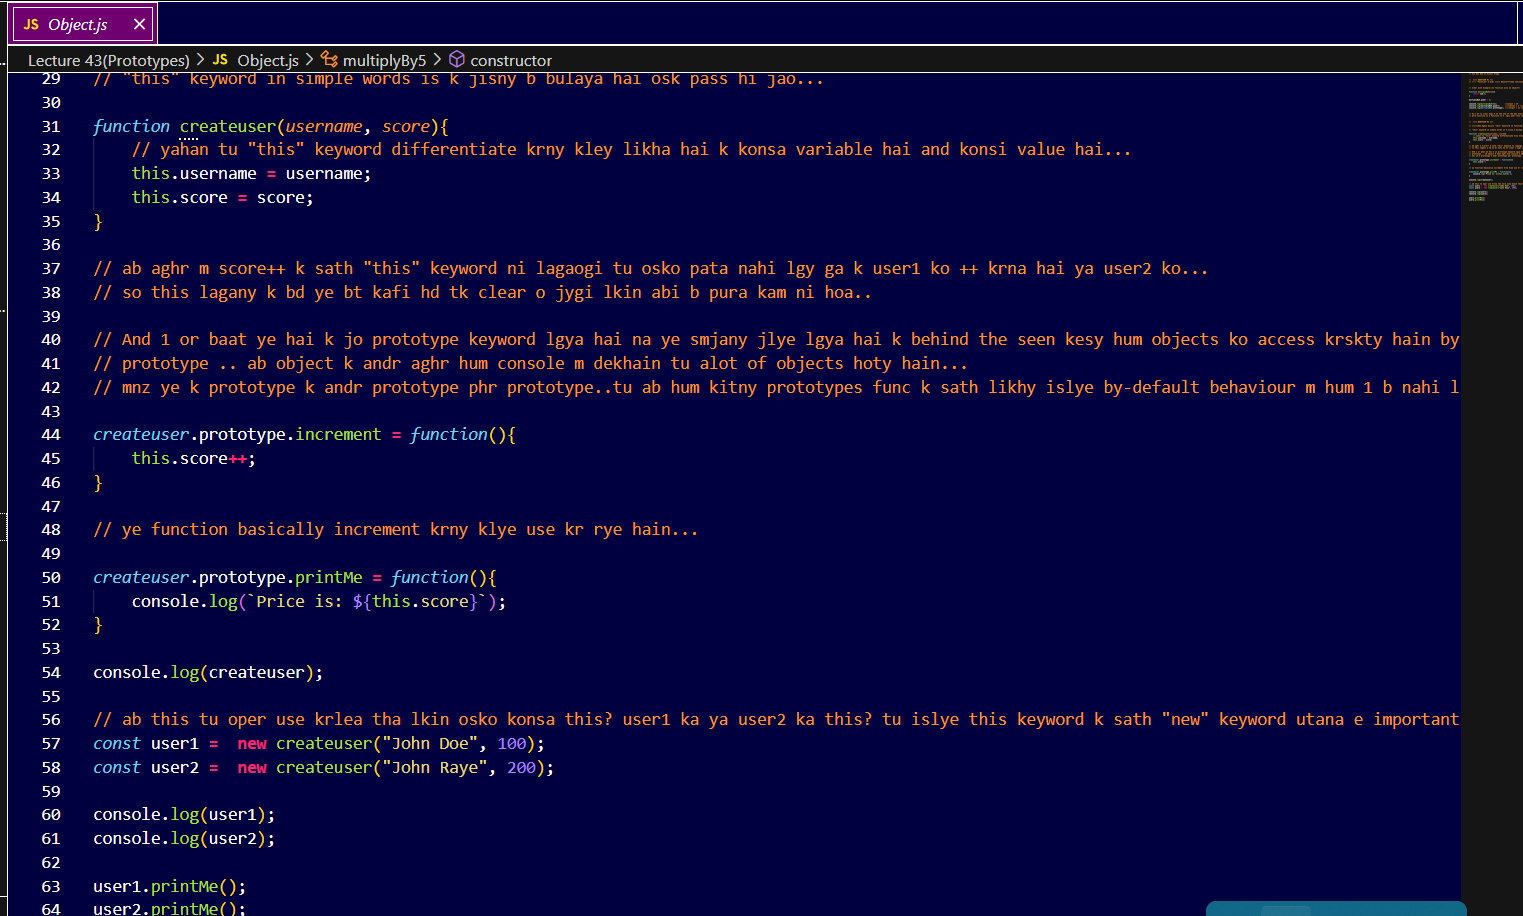 JS Object.js
Lecture 43(Prototypes) > JS Object.js > multiplyBy5 > constructor
29 // "this" keyword in simple words is k jisny b bulaya hai osk pass hi jao...
30
31 function createuser(username, score){
32 // yahan tu "this" keyword differentiate krny kley likha hai k konsa variable hai and konsi value hai...
33 this.username = username;
34 this.score = score;
35 }
36
37 // ab aghr m score++ k sath "this" keyword ni lagaogi tu osko pata nahi lgy ga k user1 ko ++ krna hai ya user2 ko...
38 // so this lagany k bd ye bt kafi hd tk clear o jygi lkin abi b pura kam ni hoa..
39
40 // And 1 or baat ye hai k jo prototype keyword lgya hai na ye smjany jlye lgya hai k behind the seen kesy hum objects ko access krskty hain by
41 // prototype .. ab object k andr aghr hum console m dekhain tu alot of objects hoty hain...
42 // mnz ye k prototype k andr prototype phr prototype..tu ab hum kitny prototypes func k sath likhy islye by-default behaviour m hum 1 b nahi l
43
44 createuser.prototype.increment = function(){
45 this.score++;
46 }
47
48 // ye function basically increment krny klye use kr rye hain...
49
50 createuser.prototype.printMe = function(){
51 console.log(`Price is: ${this.score}`);
52 }
53
54 console.log(createuser);
55
56 // ab this tu oper use krlea tha lkin osko konsa this? user1 ka ya user2 ka this? tu islye this keyword k sath "new" keyword utana e important
57 const user1 = new createuser("John Doe", 100);
58 const user2 = new createuser("John Raye", 200);
59
60 console.log(user1);
61 console.log(user2);
62
63 user1.printMe();
64 user2.printMe();